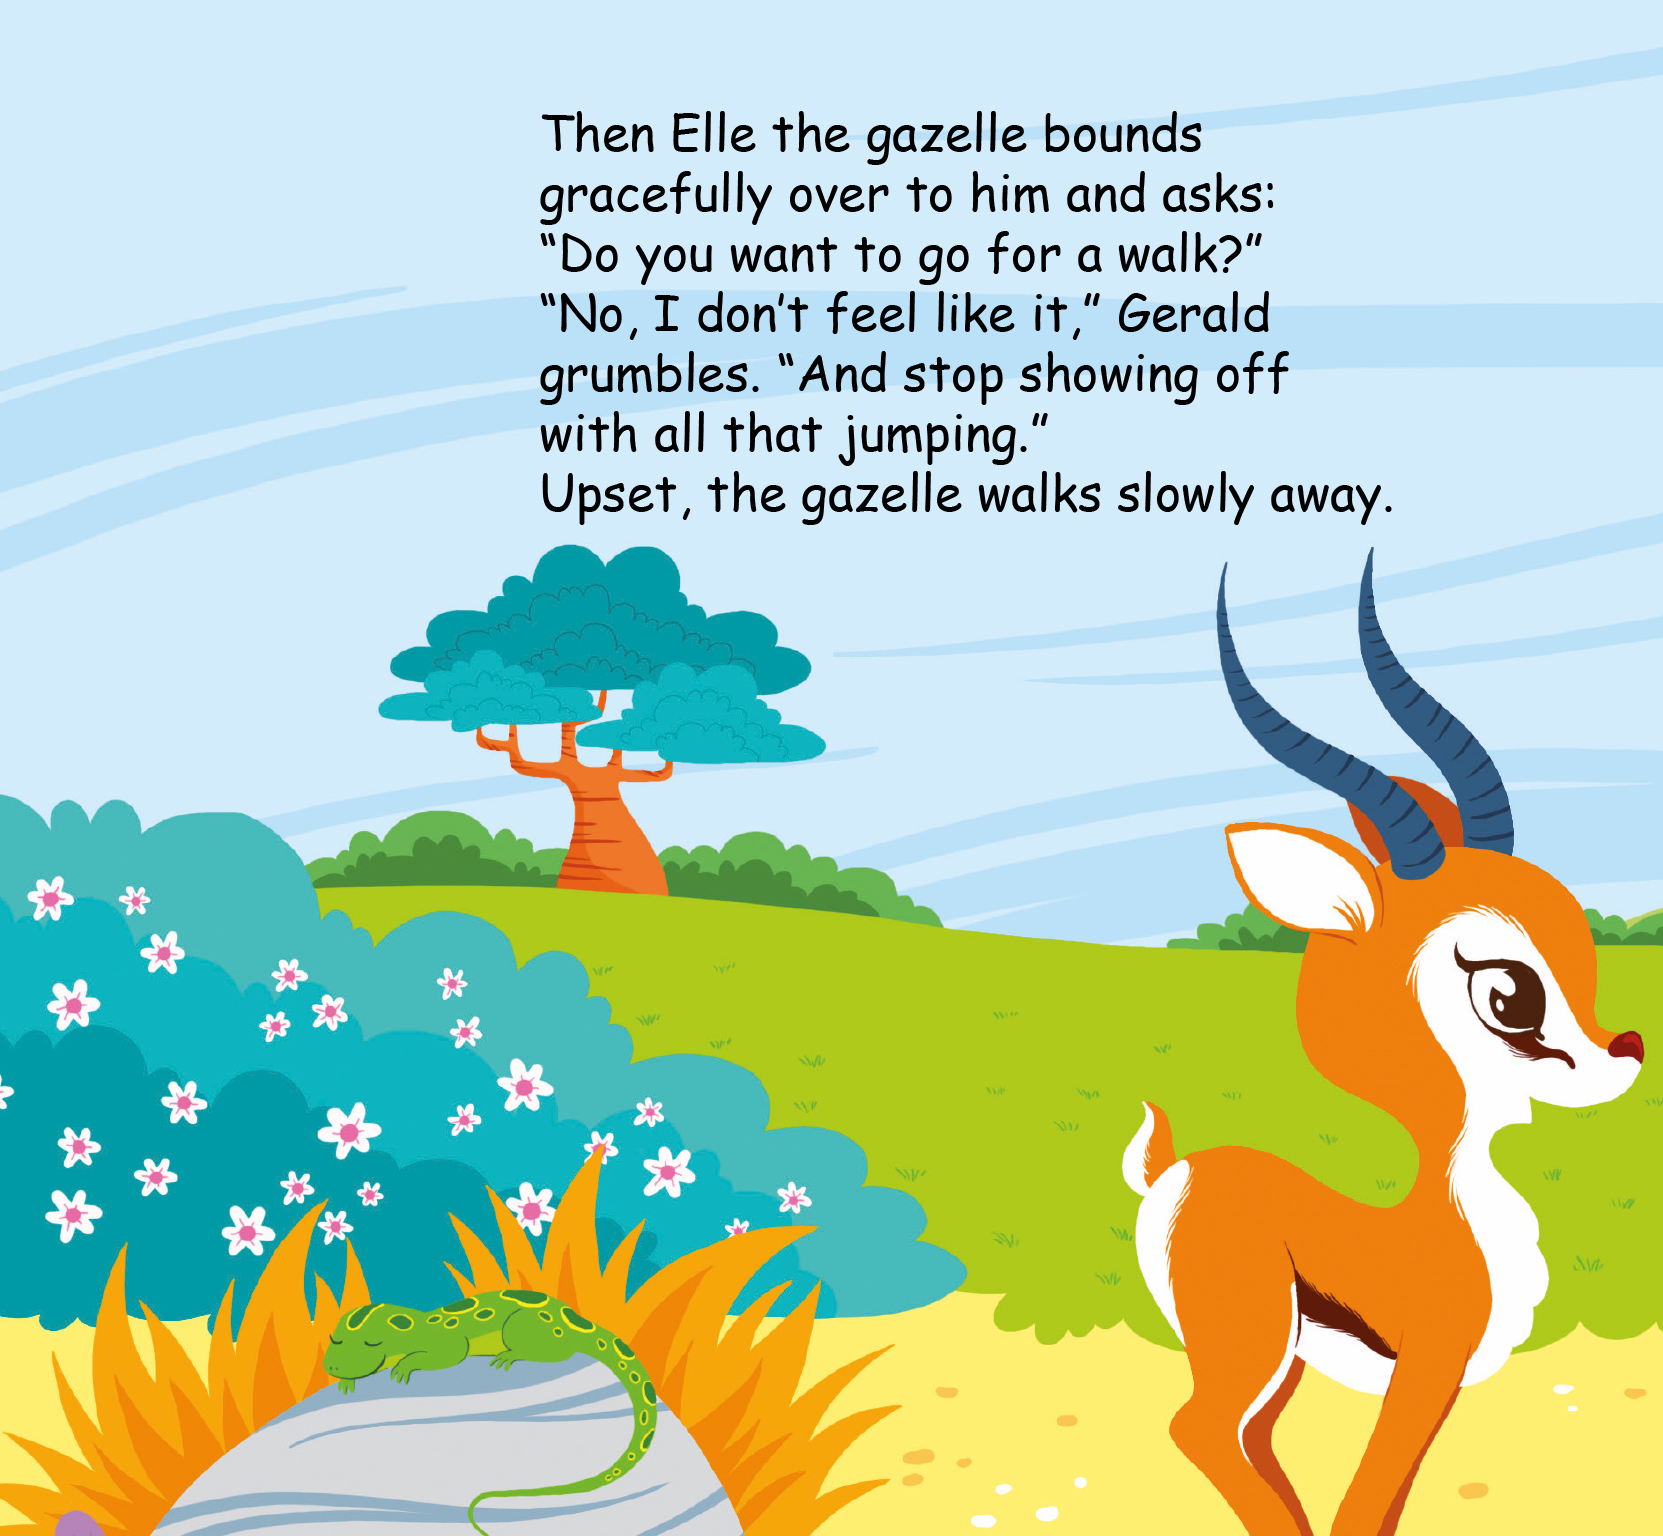 Then Elle the gazelle bounds
gracefully over to him and asks:
“Do you want to go for a walk?”
“No, I don’t feel like it,” Gerald
grumbles. “And stop showing off
with all that jumping.”
Upset, the gazelle walks slowly away.